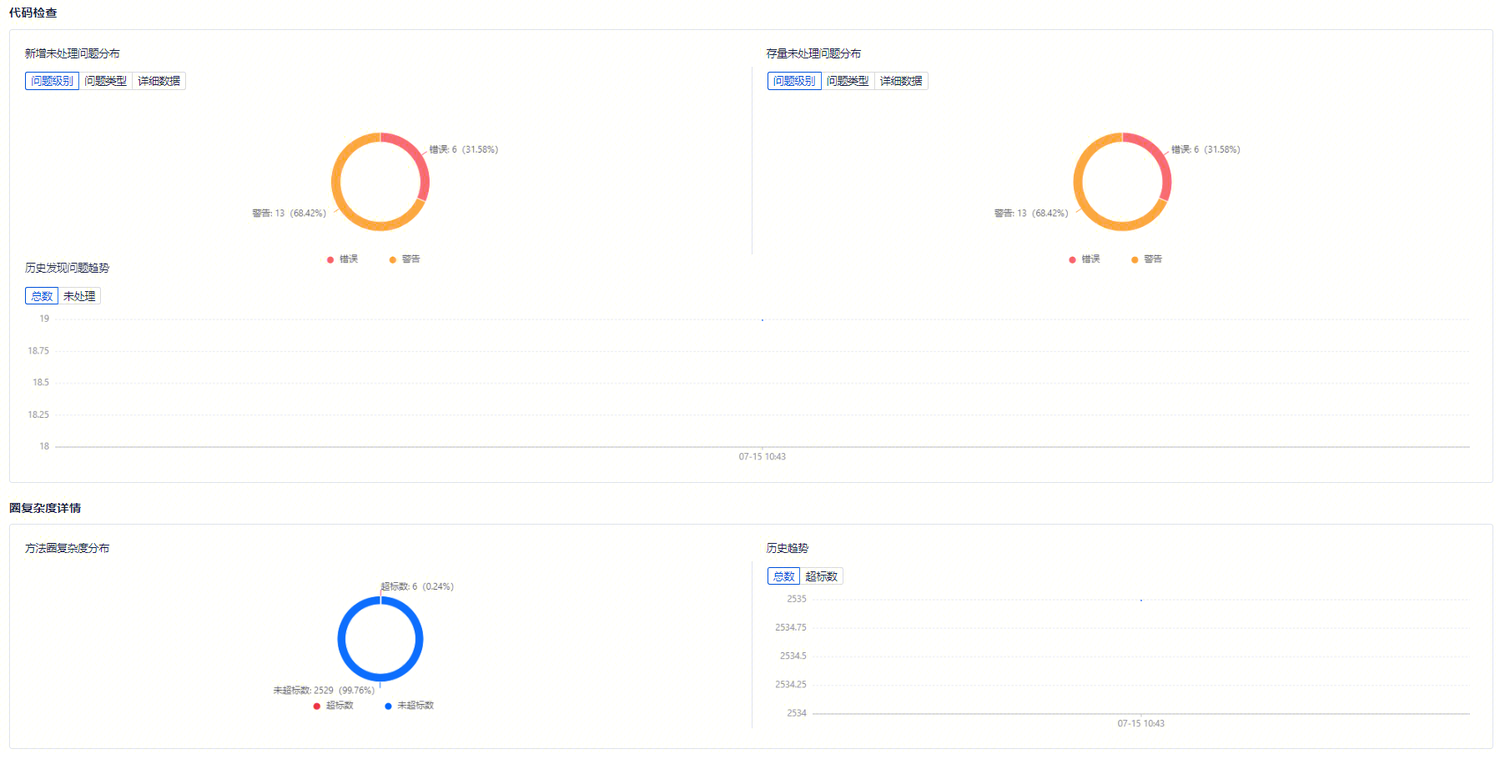 代码检查
新增未处理问题分布
问题级别 问题类型 详细数据
错误: 6 (31.58%)
警告: 13 (68.42%)
错误 警告
存量未处理问题分布
问题级别 问题类型 详细数据
错误: 6 (31.58%)
警告: 13 (68.42%)
错误 警告
历史发现问题趋势
总数 未处理
19
18.75
18.5
18.25
18
07-15 10:43
圈复杂度详情
方法圈复杂度分布
超标数: 6 (0.24%)
未超标数: 2529 (99.76%)
超标数 未超标数
历史趋势
总数 超标数
2535
2534.75
2534.5
2534.25
2534
07-15 10:43